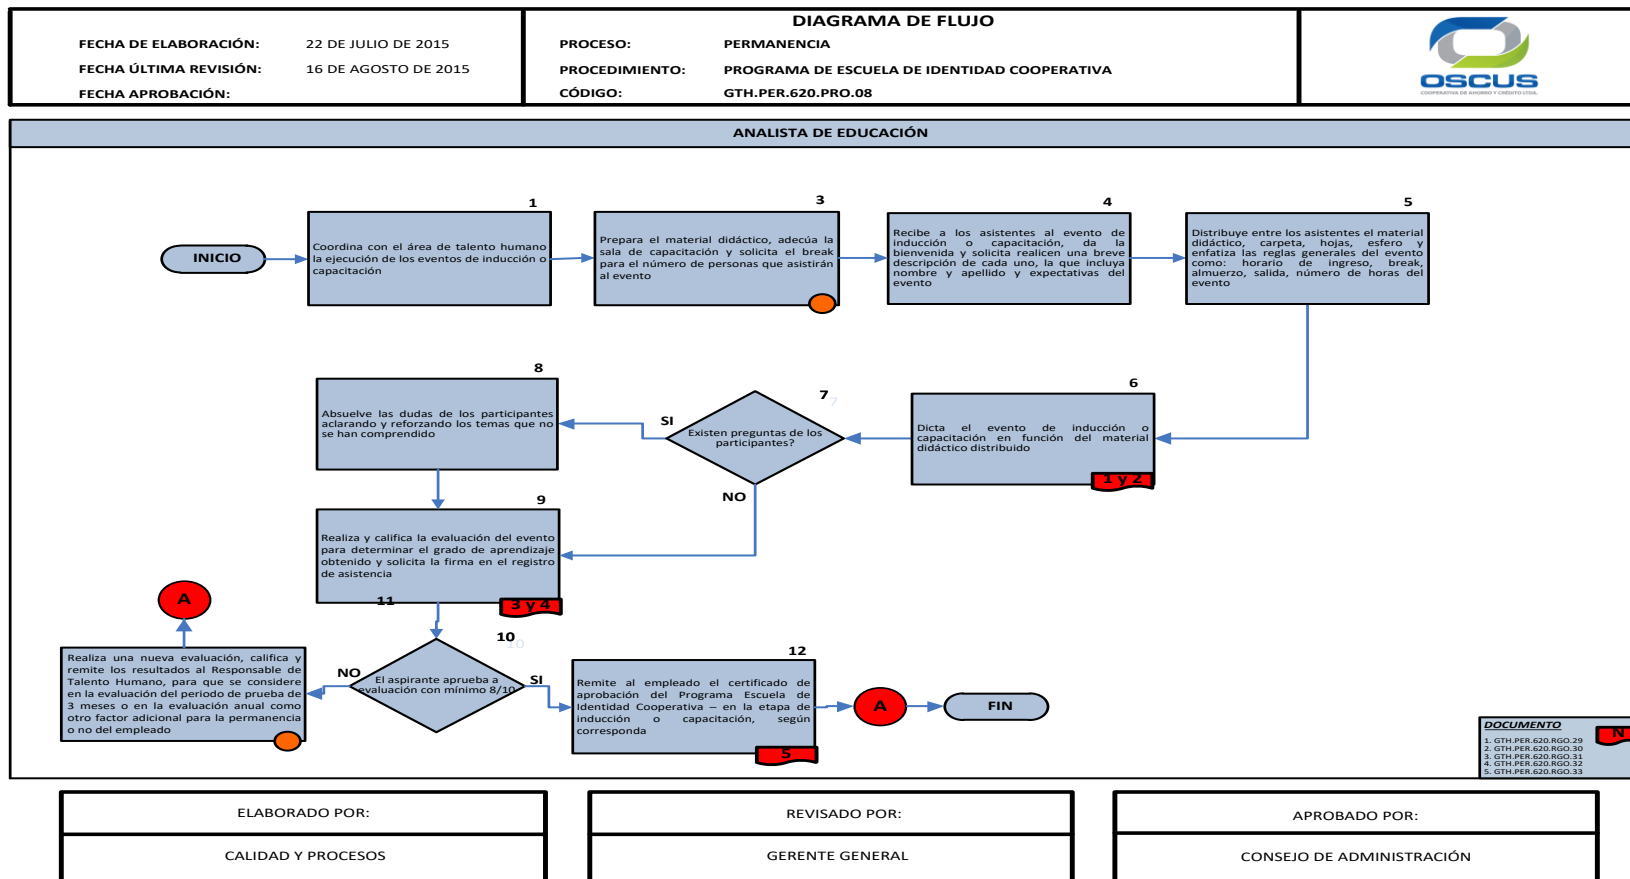 DIAGRAMA DE FLUJO
FECHA DE ELABORACIÓN: 22 DE JULIO DE 2015
FECHA ÚLTIMA REVISIÓN: 16 DE AGOSTO DE 2015
FECHA APROBACIÓN:
PROCESO: PERMANENCIA
PROCEDIMIENTO: PROGRAMA DE ESCUELA DE IDENTIDAD COOPERATIVA
CÓDIGO: GTH.PER.620.PRO.08
OSCUS
COOPERATIVA DE AHORRO Y CRÉDITO LTDA.
ANALISTA DE EDUCACIÓN
INICIO
1
Coordina con el área de talento humano
la ejecución de los eventos de inducción o
capacitación
3
Prepara el material didáctico, adecúa la
sala de capacitación y solicita el break
para el número de personas que asistirán
al evento
4
Recibe a los asistentes al evento de
inducción o capacitación, da la
bienvenida y solicita realicen una breve
descripción de cada uno, la que incluya
nombre y apellido y expectativas del
evento
5
Distribuye entre los asistentes el material
didáctico, carpeta, hojas, esfero y
enfatiza las reglas generales del evento
como: horario de ingreso, break,
almuerzo, salida, número de horas del
evento
6
Dicta el evento de inducción o
capacitación en función del material
didáctico distribuido
1 y 2
7
7
Existen preguntas de los
participantes?
SI
NO
8
Absuelve las dudas de los participantes
aclarando y reforzando los temas que no
se han comprendido
9
Realiza y califica la evaluación del evento
para determinar el grado de aprendizaje
obtenido y solicita la firma en el registro
de asistencia
3 y 4
11
10
10
El aspirante aprueba a
evaluación con mínimo 8/10
NO
SI
A
Realiza una nueva evaluación, califica y
remite los resultados al Responsable de
Talento Humano, para que se considere
en la evaluación del periodo de prueba de
3 meses o en la evaluación anual como
otro factor adicional para la permanencia
o no del empleado
12
Remite al empleado el certificado de
aprobación del Programa Escuela de
Identidad Cooperativa – en la etapa de
inducción o capacitación, según
corresponda
5
A
FIN
DOCUMENTO
N
1. GTH.PER.620.RGO.29
2. GTH.PER.620.RGO.30
3. GTH.PER.620.RGO.31
4. GTH.PER.620.RGO.32
5. GTH.PER.620.RGO.33
ELABORADO POR:
CALIDAD Y PROCESOS
REVISADO POR:
GERENTE GENERAL
APROBADO POR:
CONSEJO DE ADMINISTRACIÓN